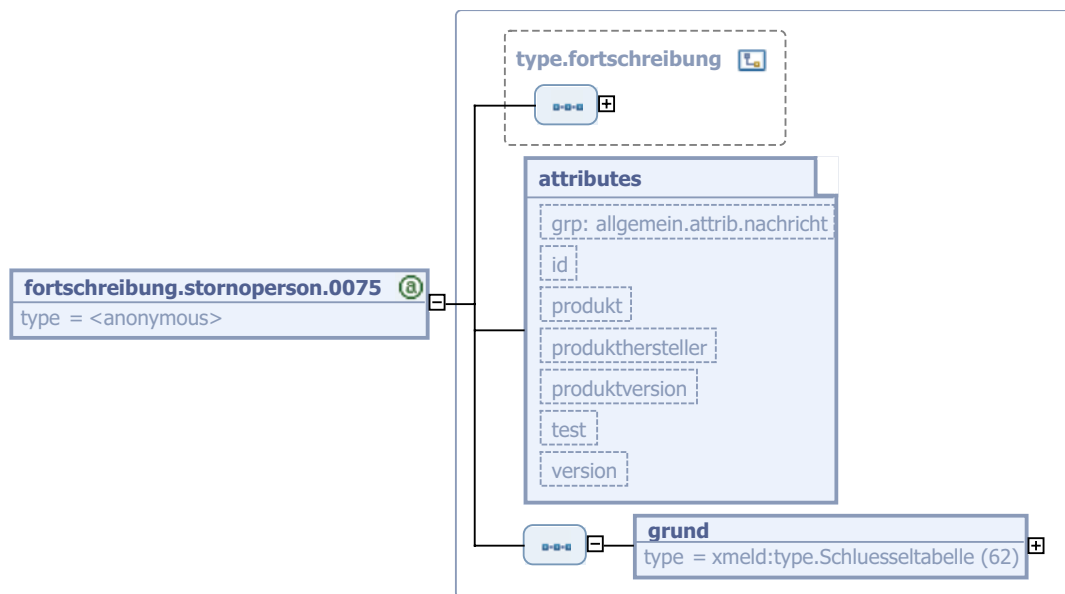 type.fortschreibung
attributes
grp: allgemein.attrib.nachricht
id
produkt
produkthersteller
produktversion
test
version
fortschreibung.stornoperson.0075 @
type = <anonymous>
grund
type = xmeld:type.Schluesseltabelle (62)